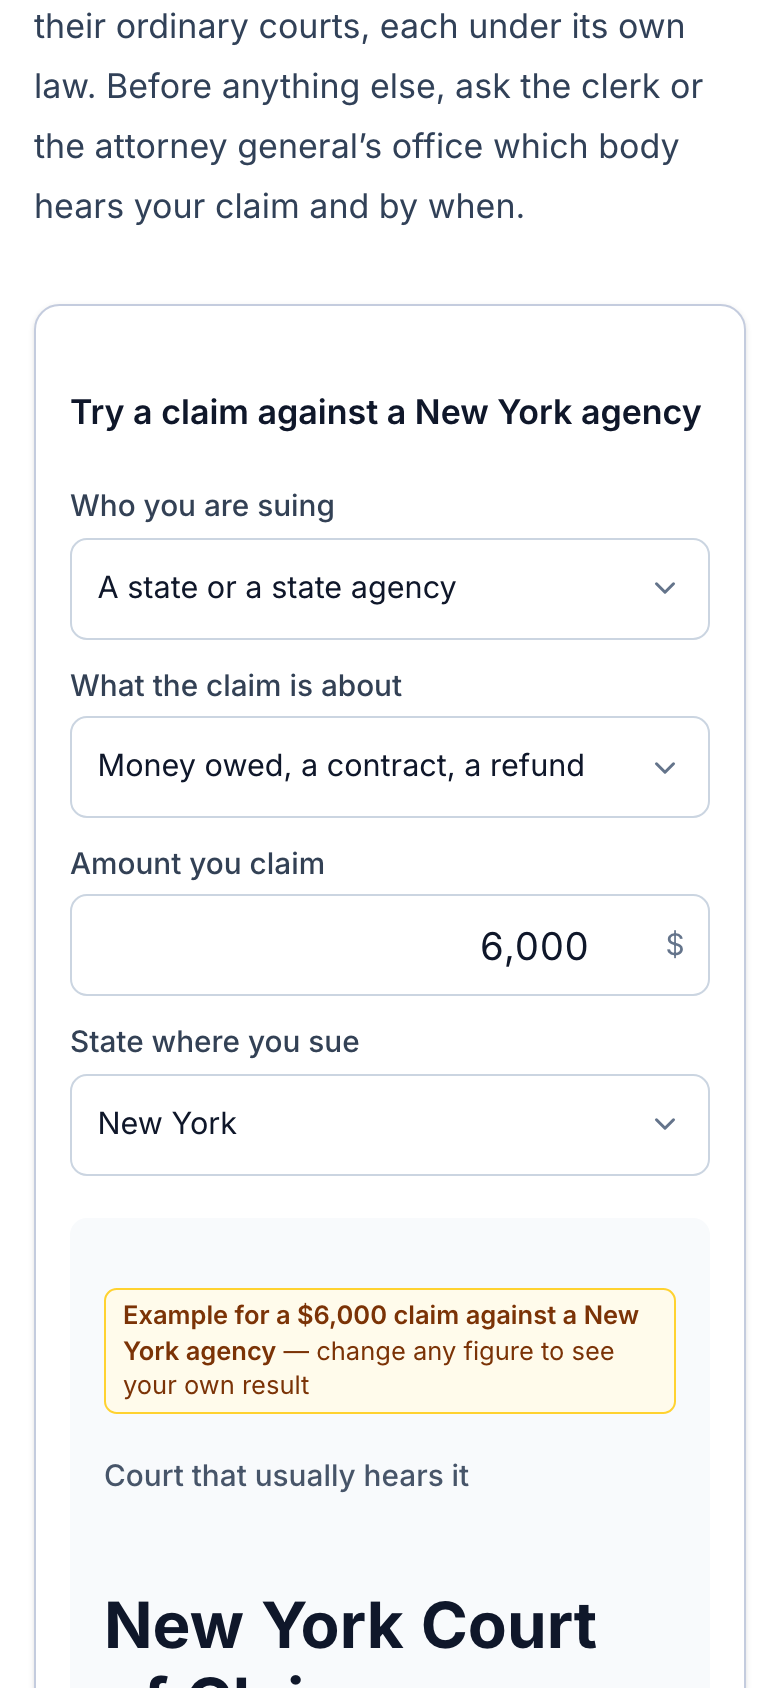 their ordinary courts, each under its own
law. Before anything else, ask the clerk or
the attorney general’s office which body
hears your claim and by when.
Try a claim against a New York agency
Who you are suing
A state or a state agency
What the claim is about
Money owed, a contract, a refund
Amount you claim
6,000 $
State where you sue
New York
Example for a $6,000 claim against a New
York agency — change any figure to see
your own result
Court that usually hears it
New York Court